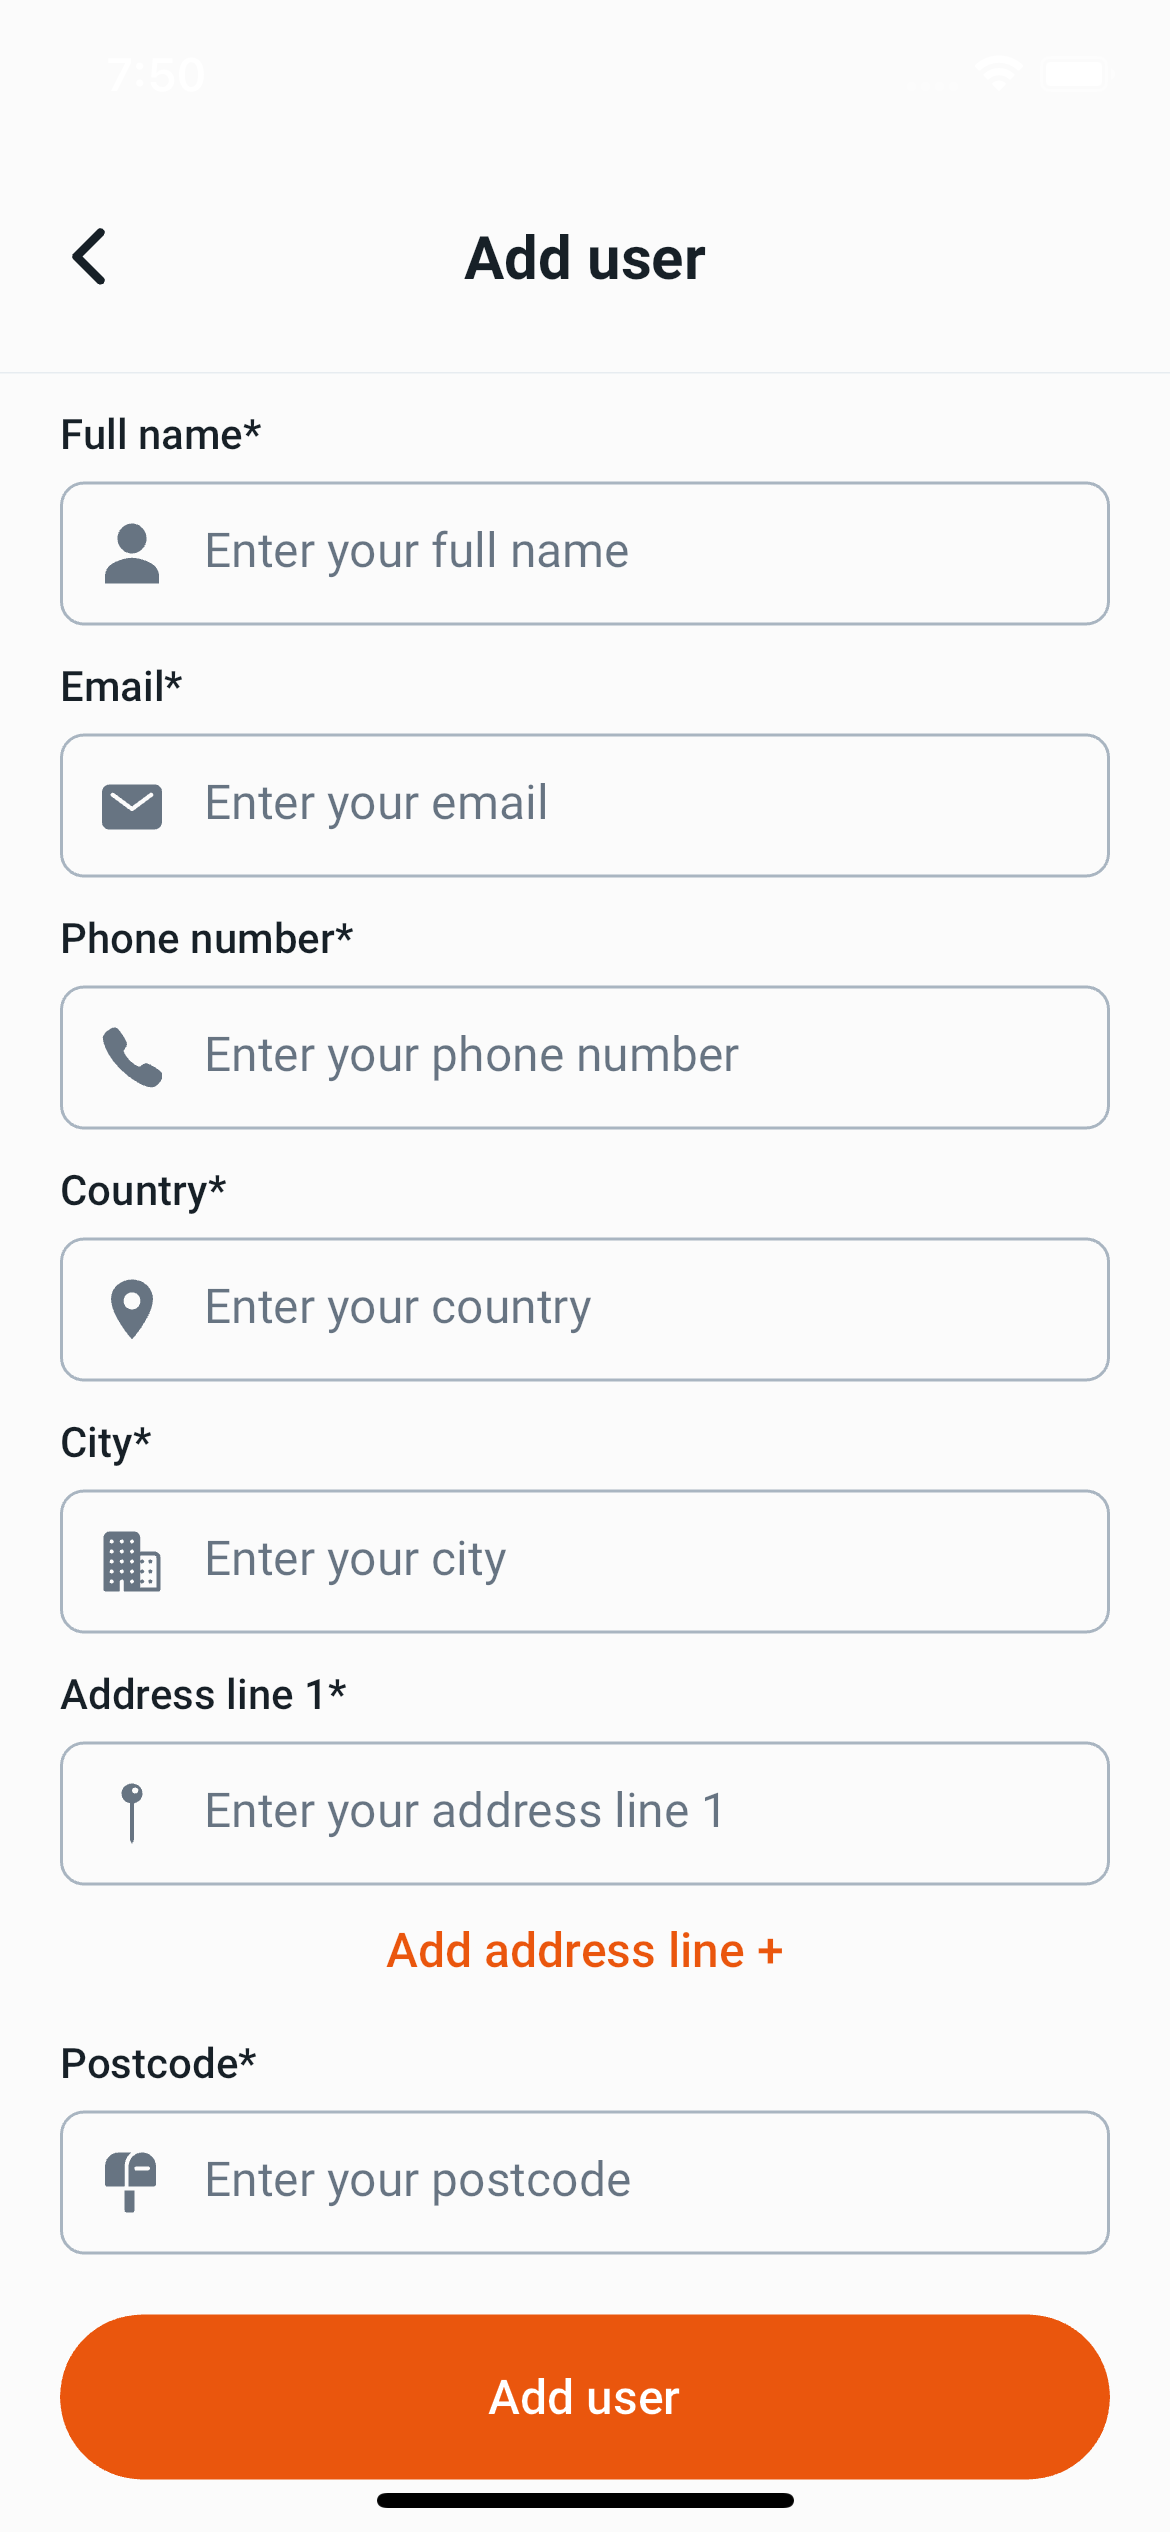 7:50
Add user
Full name*
Enter your full name
Email*
Enter your email
Phone number*
Enter your phone number
Country*
Enter your country
City*
Enter your city
Address line 1*
Enter your address line 1
Add address line +
Postcode*
Enter your postcode
Add user